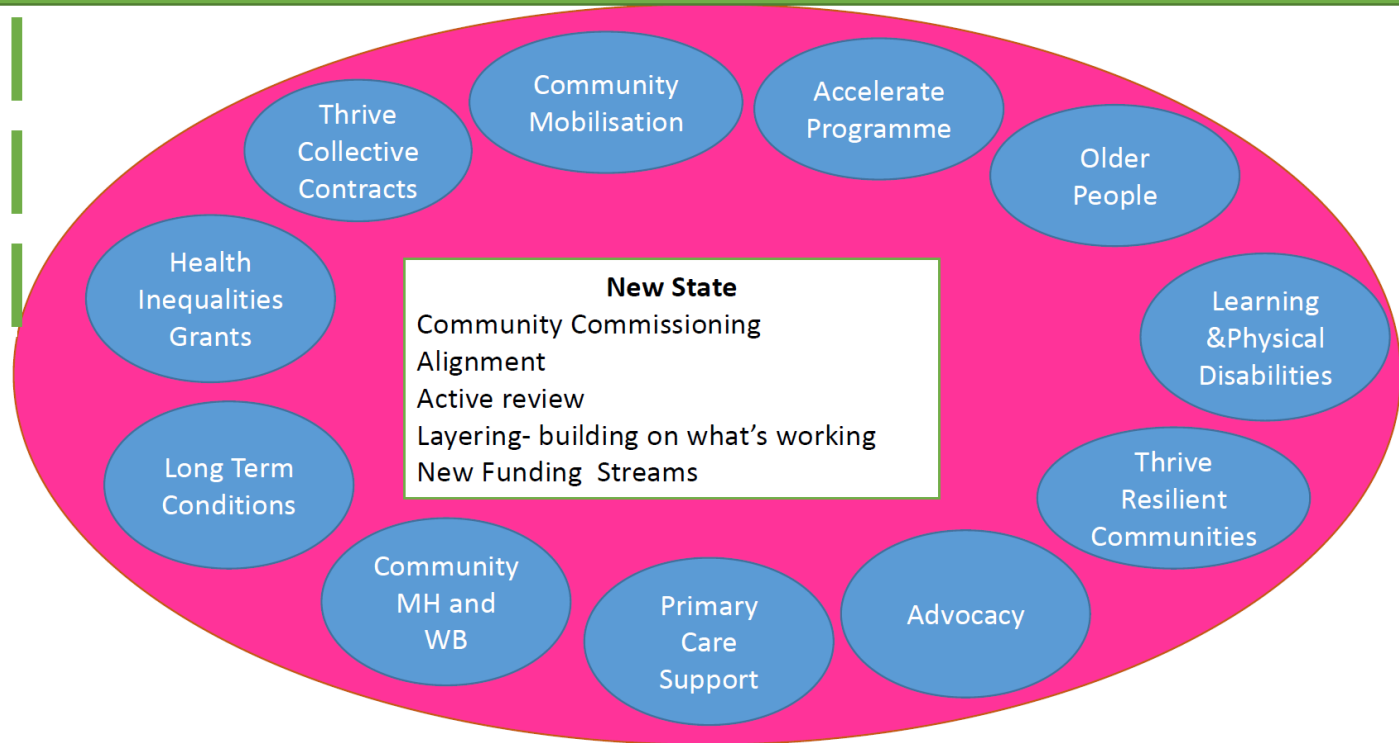 Community
Mobilisation
Accelerate
Programme
Thrive
Collective
Contracts
Older
People
Health
Inequalities
Grants
New State
Community Commissioning
Alignment
Active review
Layering- building on what's working
New Funding  Streams
Learning
&Physical
Disabilities
Long Term
Conditions
Thrive
Resilient
Communities
Community
MH and
WB
Primary
Care
Support
Advocacy